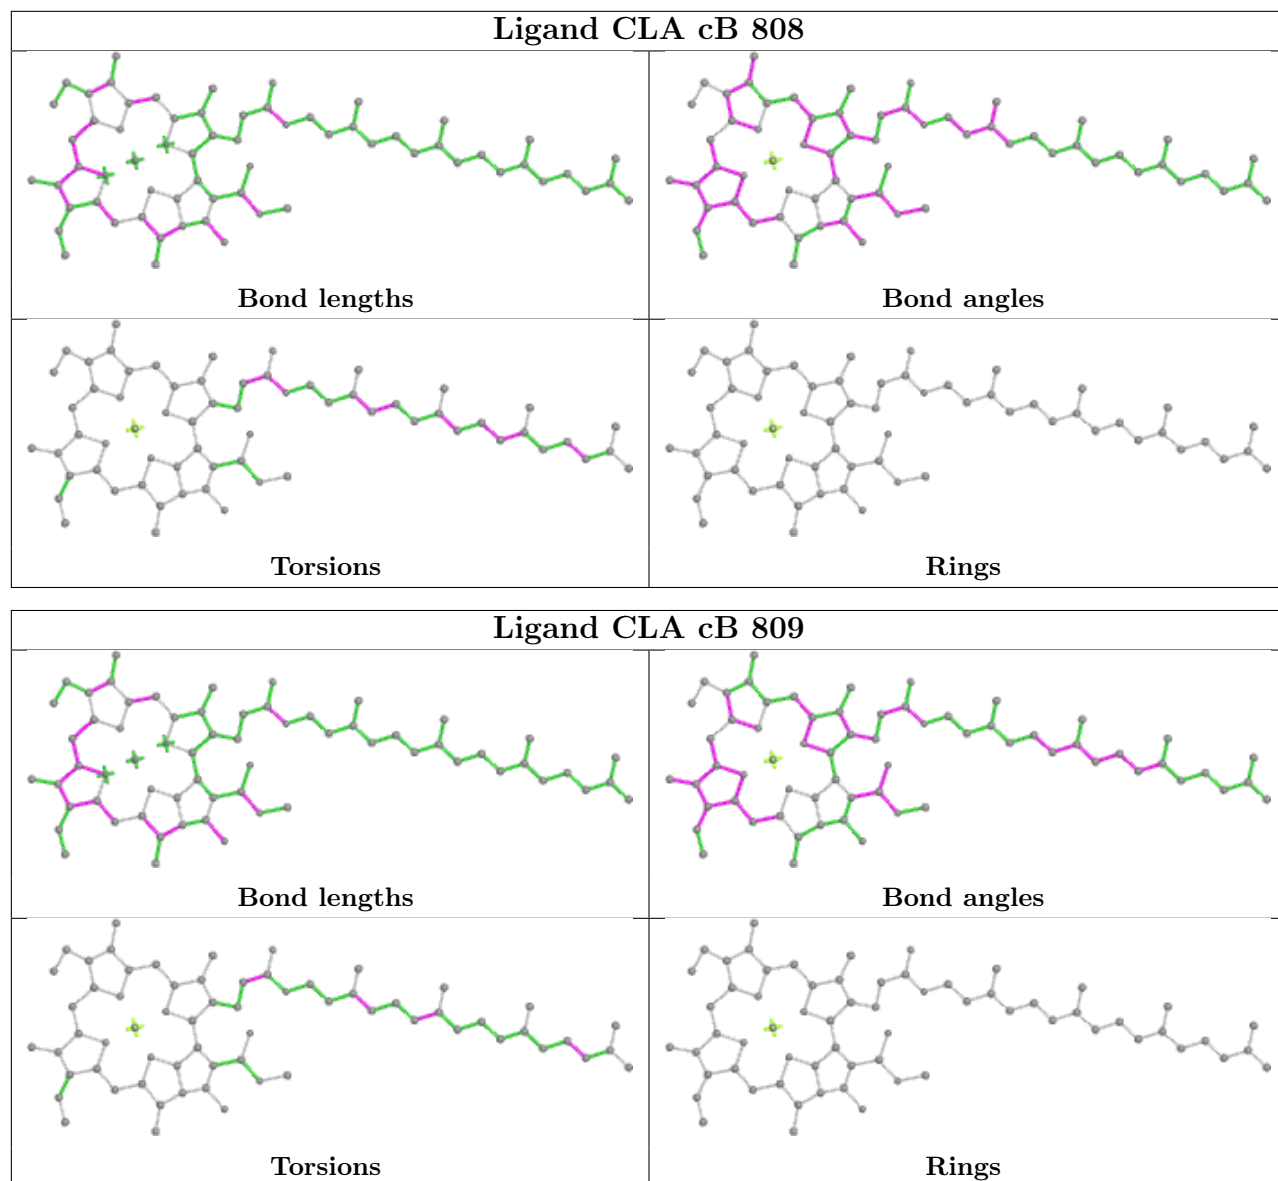 Ligand CLA cB 808
Bond lengths
Bond angles
Torsions
Rings
Ligand CLA cB 809
Bond lengths
Bond angles
Torsions
Rings